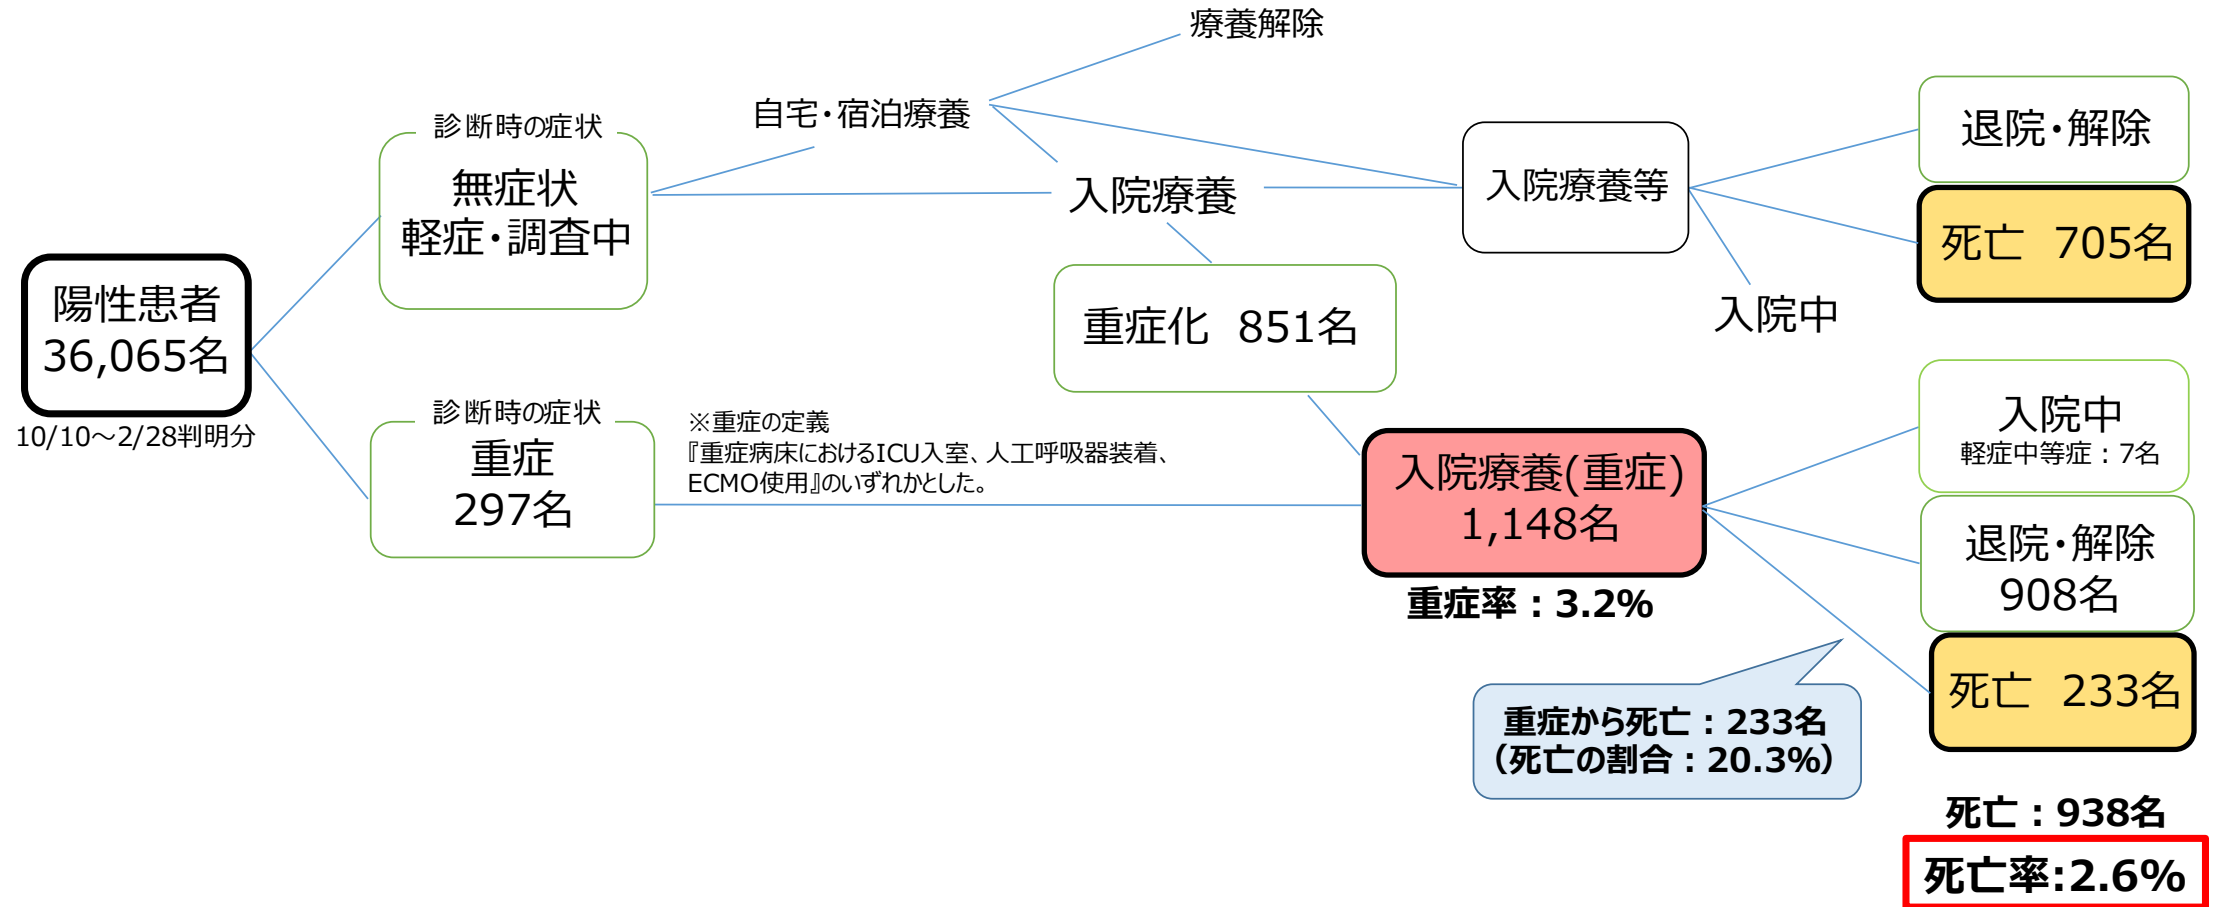 療養解除
自宅・宿泊療養
診断時の症状
無症状
軽症・調査中
入院療養
入院療養等
退院・解除
死亡　705名
入院中
陽性患者
36,065名
10/10～2/28判明分
重症化　851名
診断時の症状
重症
297名
※重症の定義
『重症病床におけるICU入室、人工呼吸器装着、
ECMO使用』のいずれかとした。
入院療養(重症)
1,148名
重症率：3.2%
入院中
軽症中等症：7名
退院・解除
908名
死亡　233名
重症から死亡：233名
（死亡の割合：20.3%）
死亡：938名
死亡率:2.6%